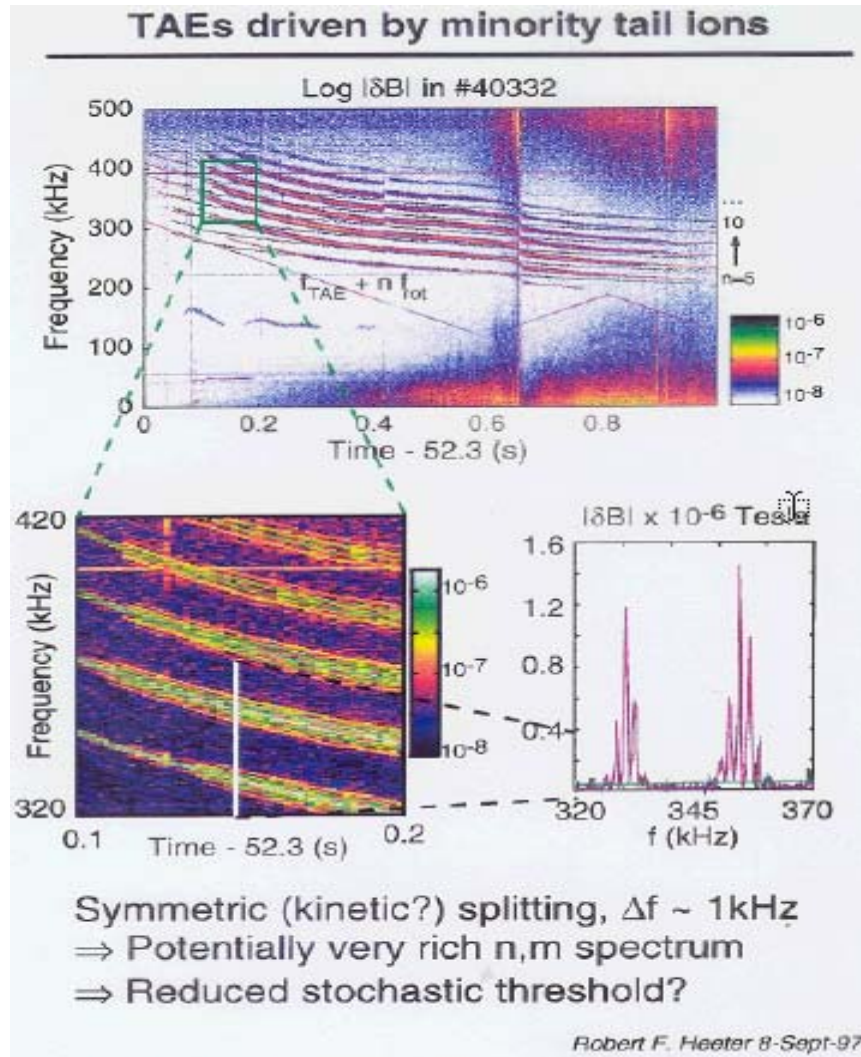 TAEs driven by minority tail ions
Log |δB| in #40332
Frequency (kHz)
500
400
300
200
100
0
f_TAE + n f_rot
...
10
n=5
10^-6
10^-7
10^-8
0 0.2 0.4 0.6 0.8
Time - 52.3 (s)
420
Frequency (kHz)
320
0.1 0.2
Time - 52.3 (s)
10^-6
10^-7
10^-8
|δB| x 10^-6 Tesla
1.6
1.2
0.8
0.4
0.0
320 345 370
f (kHz)
Symmetric (kinetic?) splitting, Δf ~ 1kHz
⇒ Potentially very rich n,m spectrum
⇒ Reduced stochastic threshold?
Robert F. Heeter 8-Sept-97